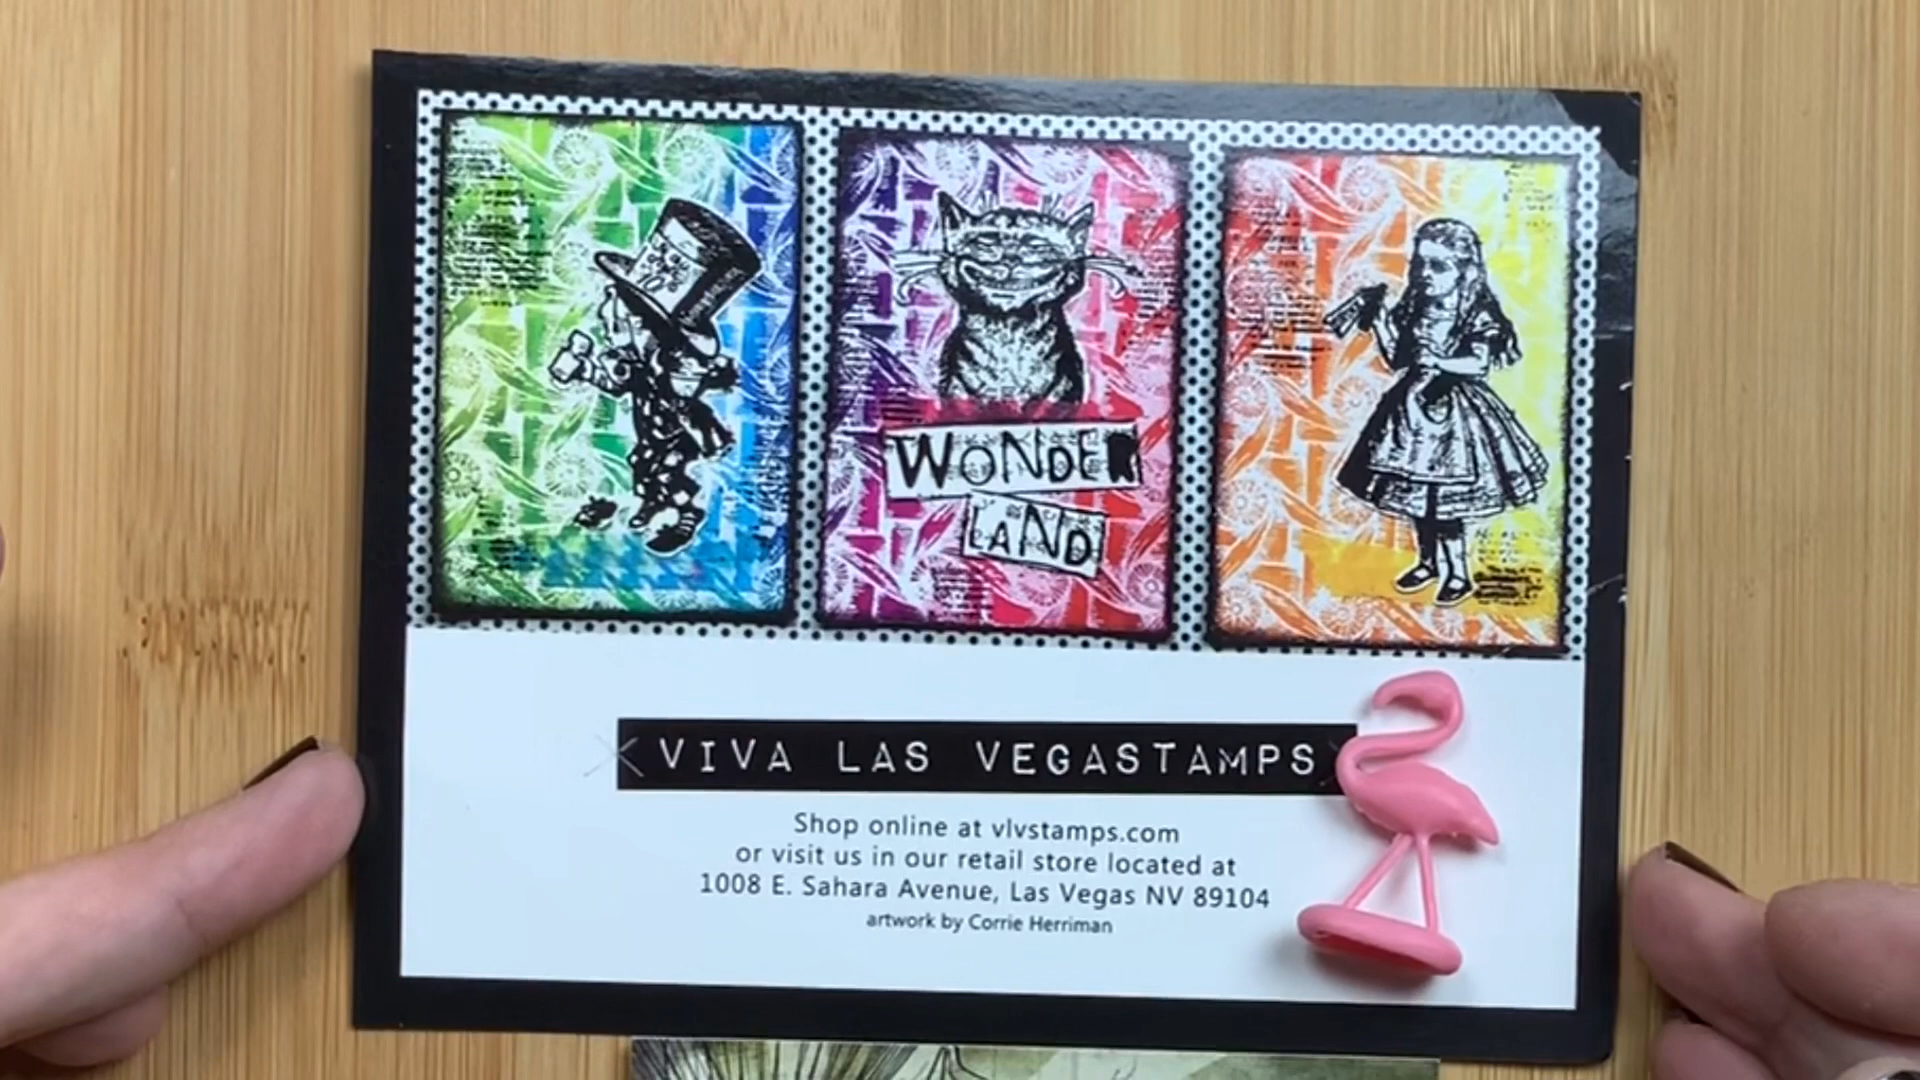 WONDER
LAND
VIVA LAS VEGASTAMPS
Shop online at vlvstamps.com
or visit us in our retail store located at
1008 E. Sahara Avenue, Las Vegas NV 89104
artwork by Corrie Herriman